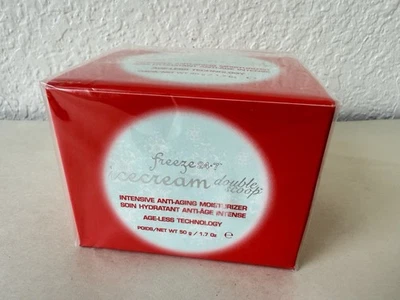 freeze 24·7
icecream double scoop
INTENSIVE ANTI-AGING MOISTURIZER
SOIN HYDRATANT ANTI-ÂGE INTENSE
AGE-LESS TECHNOLOGY
POIDS/NET WT 50 g / 1.7 Oz ℮